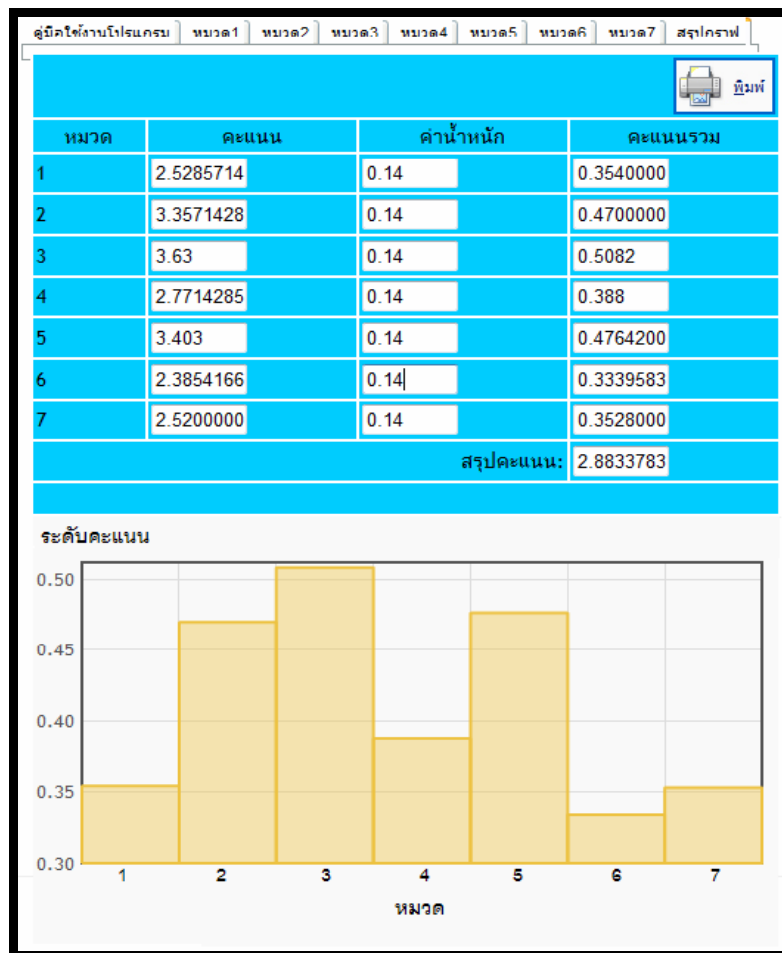 คู่มือใช้งานโปรแกรม หมวด1 หมวด2 หมวด3 หมวด4 หมวด5 หมวด6 หมวด7 สรุปกราฟ
พิมพ์
หมวด คะแนน ค่าน้ำหนัก คะแนนรวม
1 2.5285714 0.14 0.3540000
2 3.3571428 0.14 0.4700000
3 3.63 0.14 0.5082
4 2.7714285 0.14 0.388
5 3.403 0.14 0.4764200
6 2.3854166 0.14 0.3339583
7 2.5200000 0.14 0.3528000
สรุปคะแนน: 2.8833783
ระดับคะแนน
0.50
0.45
0.40
0.35
0.30
1 2 3 4 5 6 7
หมวด